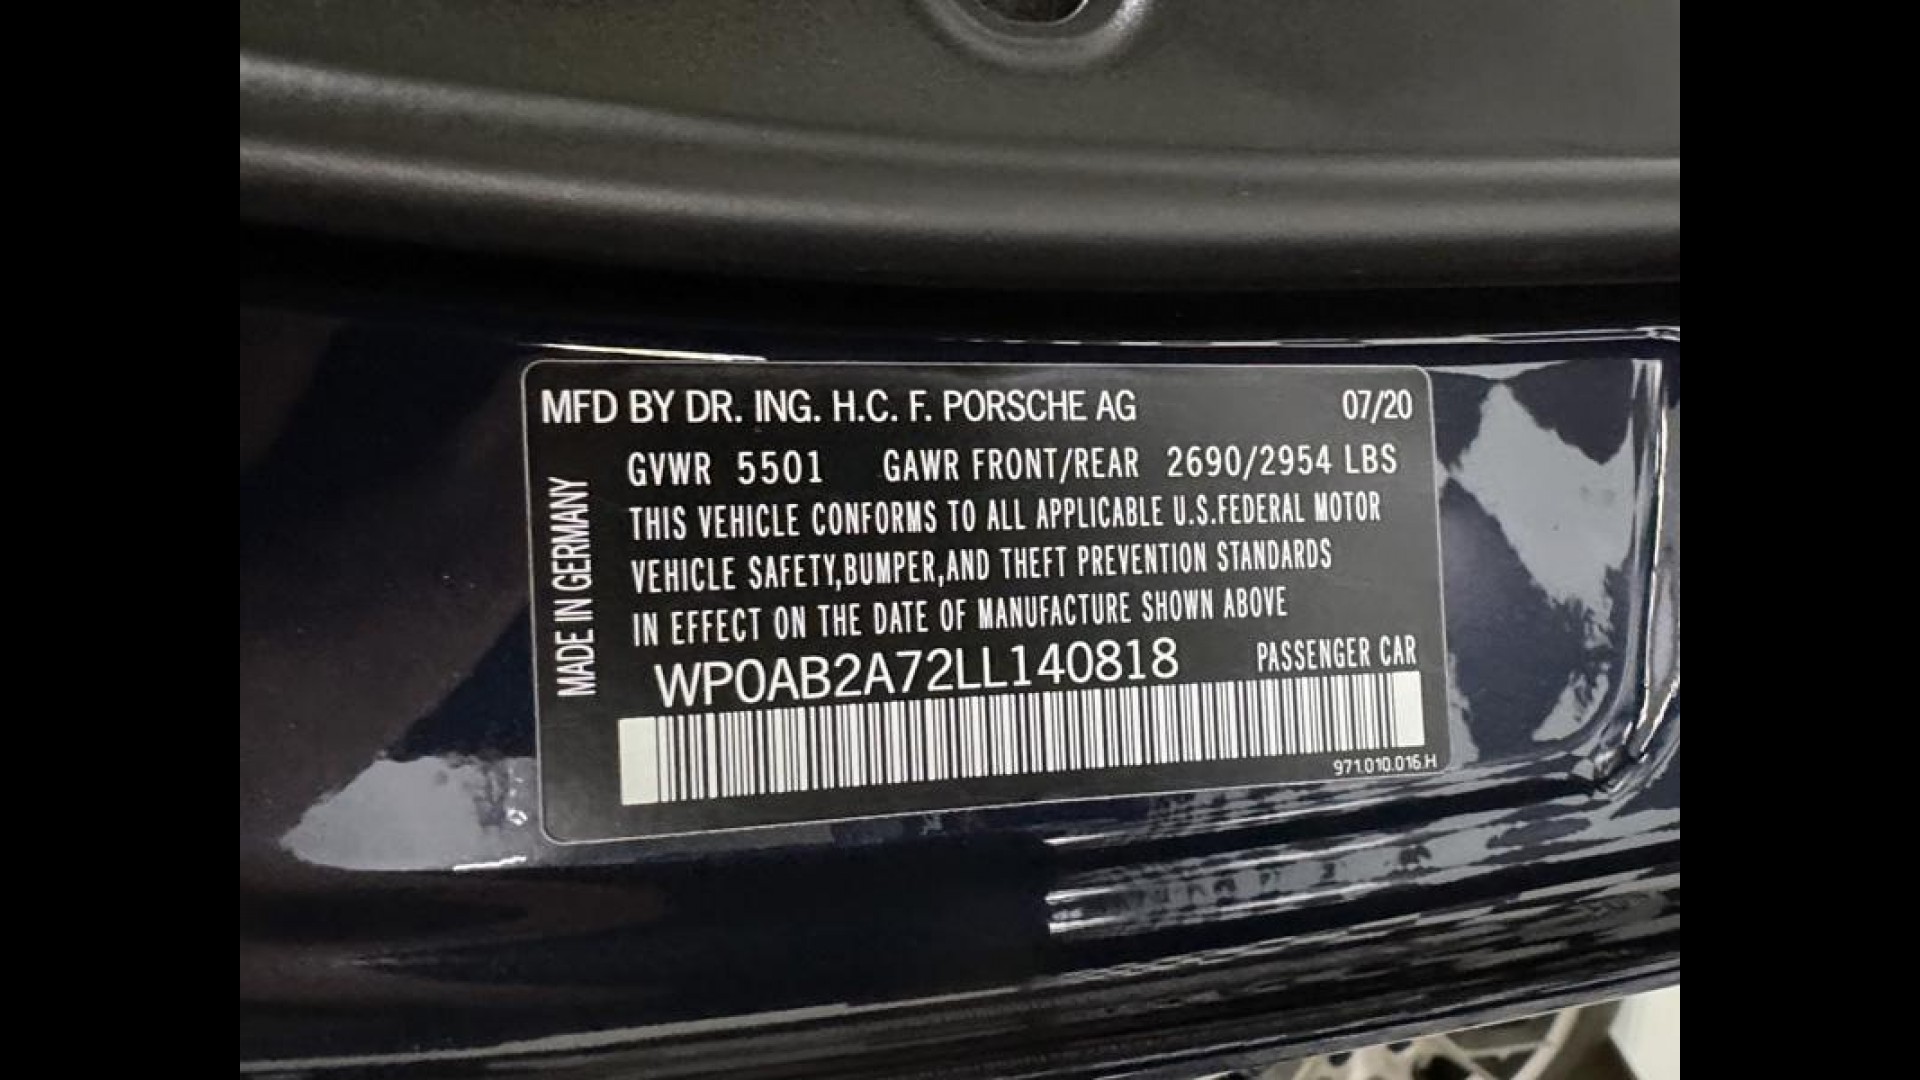 MFD BY DR. ING. H.C. F. PORSCHE AG 07/20
GVWR 5501 GAWR FRONT/REAR 2690/2954 LBS
THIS VEHICLE CONFORMS TO ALL APPLICABLE U.S.FEDERAL MOTOR
VEHICLE SAFETY,BUMPER,AND THEFT PREVENTION STANDARDS
IN EFFECT ON THE DATE OF MANUFACTURE SHOWN ABOVE
WP0AB2A72LL140818 PASSENGER CAR
971.010.016.H
MADE IN GERMANY